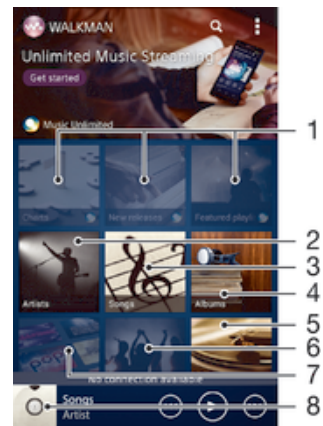 WALKMAN
Unlimited Music Streaming
Get started
Music Unlimited
1
Charts
New releases
Featured playli
2
3
Artists
Songs
Albums
4
5
6
7
No connection available
Songs
Artist
8